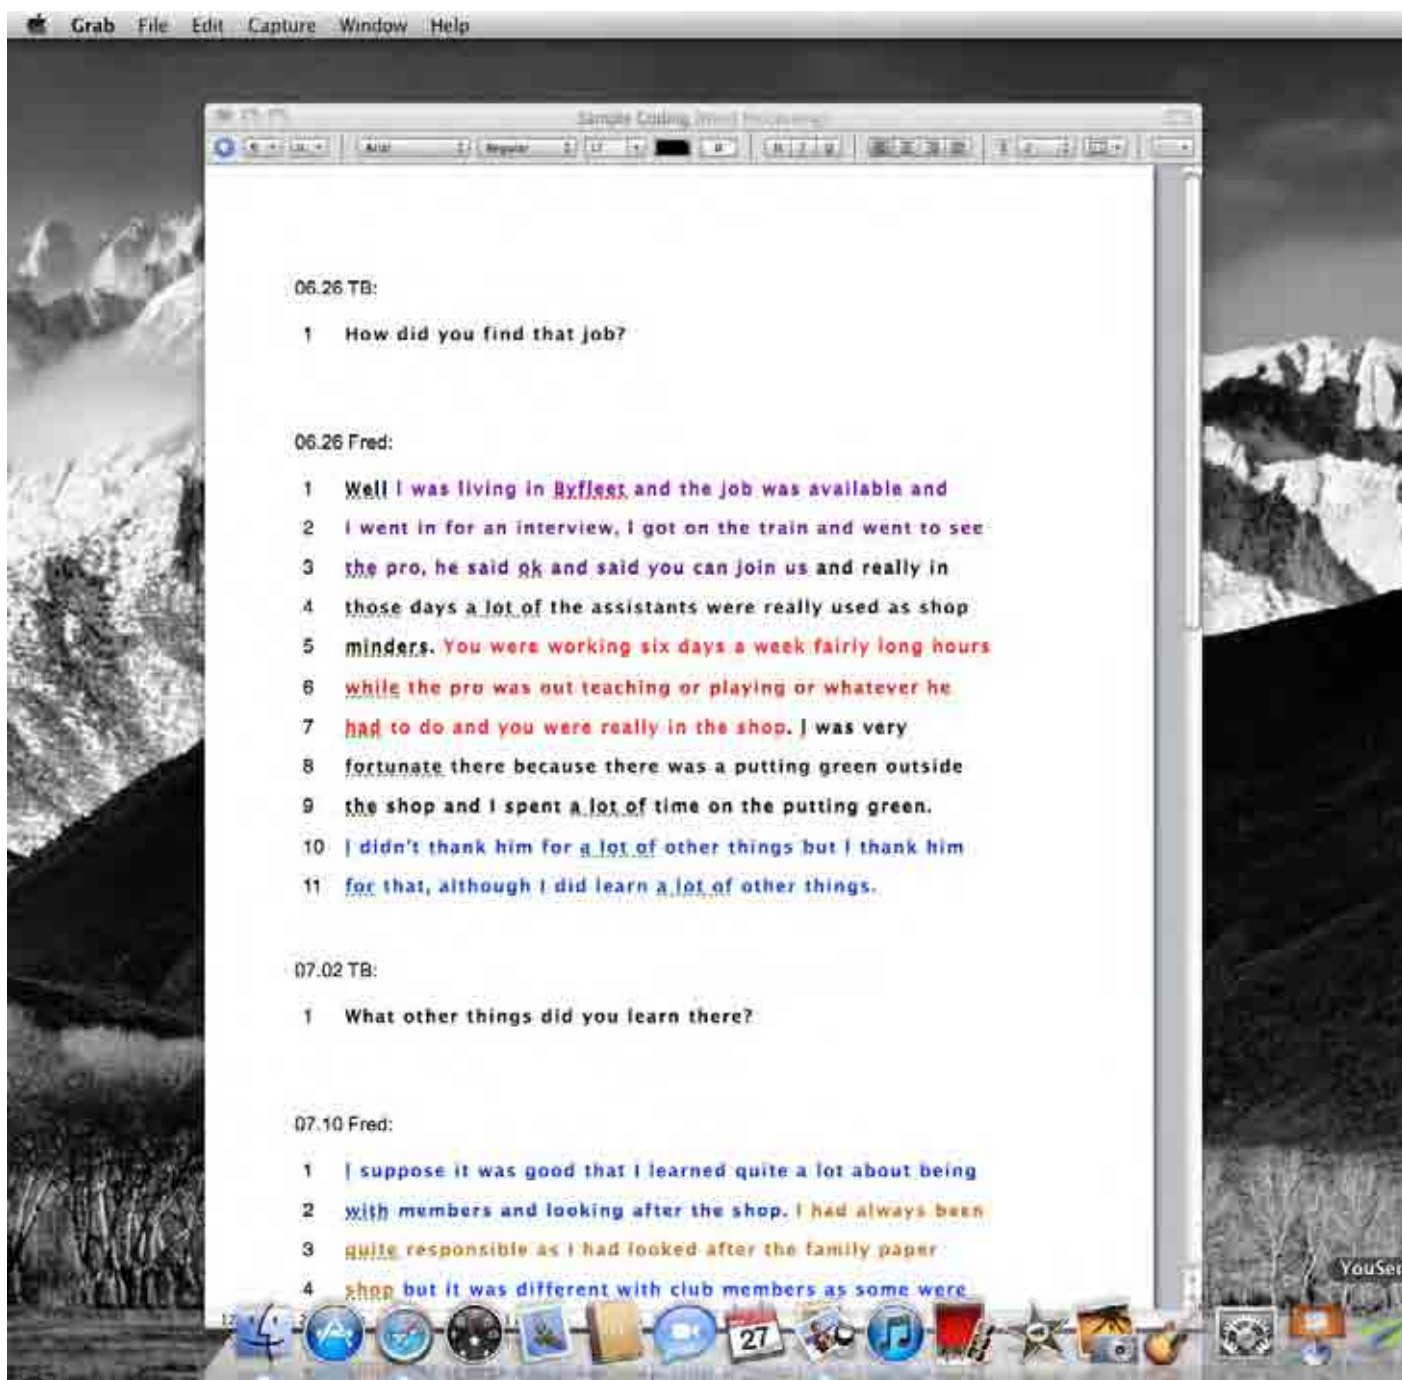 Grab File Edit Capture Window Help
Sample Coding (Word Processing)
Arial Regular 12
06.26 TB:
1 How did you find that job?
06.26 Fred:
1 Well I was living in Byfleet and the job was available and
2 I went in for an interview, I got on the train and went to see
3 the pro, he said ok and said you can join us and really in
4 those days a lot of the assistants were really used as shop
5 minders. You were working six days a week fairly long hours
6 while the pro was out teaching or playing or whatever he
7 had to do and you were really in the shop. I was very
8 fortunate there because there was a putting green outside
9 the shop and I spent a lot of time on the putting green.
10 I didn't thank him for a lot of other things but I thank him
11 for that, although I did learn a lot of other things.
07.02 TB:
1 What other things did you learn there?
07.10 Fred:
1 I suppose it was good that I learned quite a lot about being
2 with members and looking after the shop. I had always been
3 quite responsible as I had looked after the family paper
4 shop but it was different with club members as some were
YouSen
27